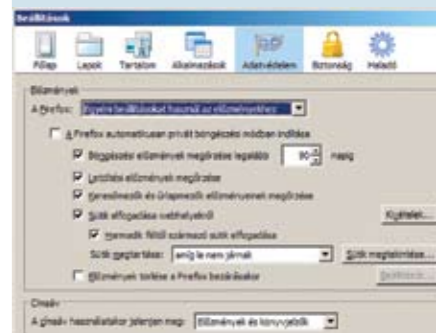 Beállítások
Főlap Lapok Tartalom Alkalmazások Adatvédelem Biztonság Haladó
Előzmények
A Firefox: Egyéni beállításokat használ az előzményekhez
A Firefox automatikusan privát böngészés módban indítása
Böngészési előzmények megőrzése legalább 90 napig
Letöltési előzmények megőrzése
Keresőmezők és űrlapmezők előzményeinek megőrzése
Sütik elfogadása webhelyekről Kivételek...
Harmadik féltől származó sütik elfogadása
Sütik megtartása: amíg le nem járnak Sütik megtekintése...
Előzmények törlése a Firefox bezárásakor Beállítások...
Címsáv
A címsáv használatakor jelenjen meg: Előzmények és könyvjelzők